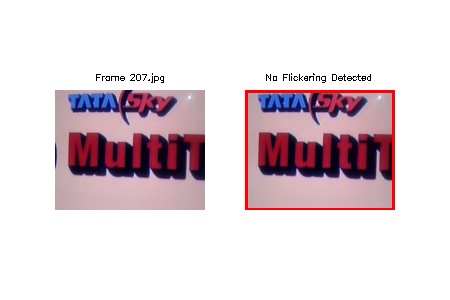 Frame 207.jpg
No Flickering Detected
TATA Sky
TATA Sky
MultiT
MultiT